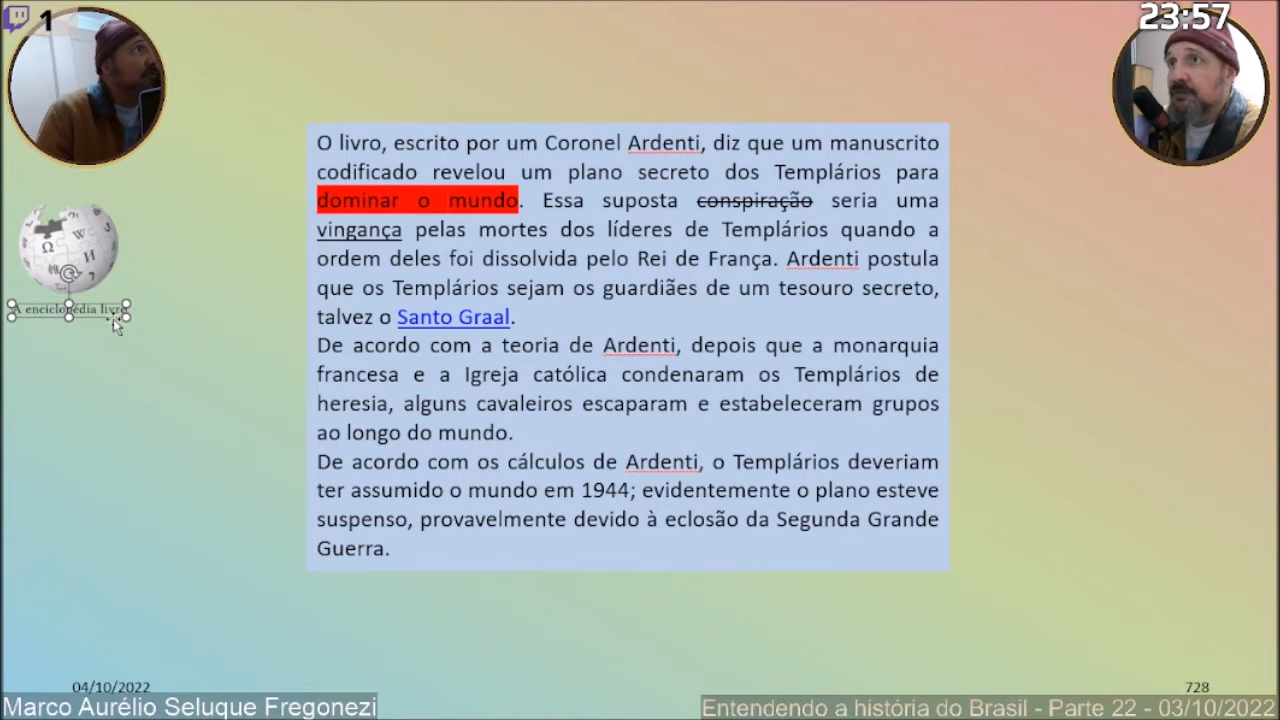 1
23:57
O livro, escrito por um Coronel Ardenti, diz que um manuscrito
codificado revelou um plano secreto dos Templários para
dominar o mundo. Essa suposta conspiração seria uma
vingança pelas mortes dos líderes de Templários quando a
ordem deles foi dissolvida pelo Rei de França. Ardenti postula
que os Templários sejam os guardiães de um tesouro secreto,
talvez o Santo Graal.
De acordo com a teoria de Ardenti, depois que a monarquia
francesa e a Igreja católica condenaram os Templários de
heresia, alguns cavaleiros escaparam e estabeleceram grupos
ao longo do mundo.
De acordo com os cálculos de Ardenti, o Templários deveriam
ter assumido o mundo em 1944; evidentemente o plano esteve
suspenso, provavelmente devido à eclosão da Segunda Grande
Guerra.
A enciclopédia livre
04/10/2022
728
Marco Aurélio Seluque Fregonezi
Entendendo a história do Brasil - Parte 22 - 03/10/2022